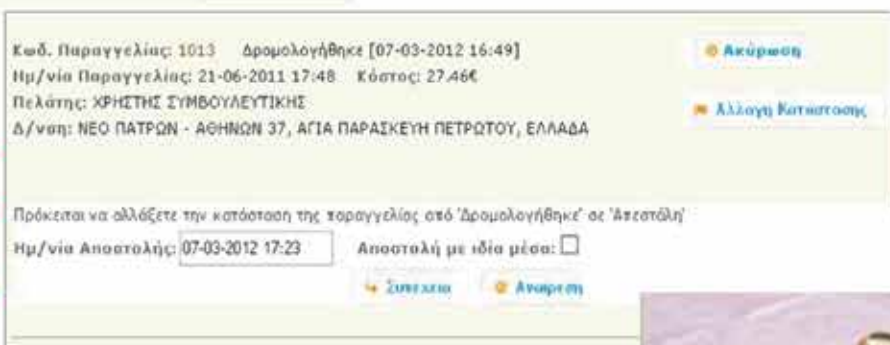 Κωδ. Παραγγελίας: 1013 Δρομολογήθηκε [07-03-2012 16:49]
Ακύρωση
Ημ/νία Παραγγελίας: 21-06-2011 17:48 Κόστος: 27.46€
Πελάτης: ΧΡΗΣΤΗΣ ΣΥΜΒΟΥΛΕΥΤΙΚΗΣ
Αλλαγή Κατάστασης
Δ/νση: ΝΕΟ ΠΑΤΡΩΝ - ΑΘΗΝΩΝ 37, ΑΓΙΑ ΠΑΡΑΣΚΕΥΗ ΠΕΤΡΩΤΟΥ, ΕΛΛΑΔΑ
Πρόκειται να αλλάξετε την κατάσταση της παραγγελίας από 'Δρομολογήθηκε' σε 'Απεστάλη'
Ημ/νία Αποστολής: 07-03-2012 17:23 Αποστολή με ιδία μέσα:
Συνέχεια Αναίρεση